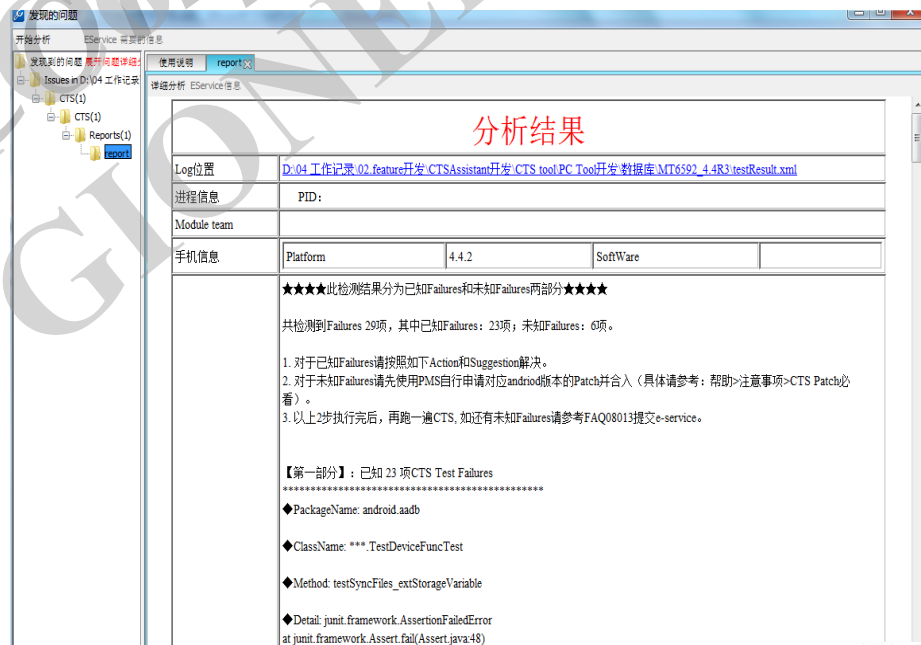 发现的问题
开始分析 EService 需要的信息
发现到的问题 展开问题详细
使用说明 report
Issues in D:\04 工作记录
详细分析 EService信息
CTS(1)
CTS(1)
Reports(1)
report
分析结果
Log位置 D:\04 工作记录\02.feature开发\CTSAssistant开发\CTS tool\PC Tool开发\数据库\MT6592_4.4R3\testResult.xml
进程信息 PID：
Module team
手机信息 Platform 4.4.2 SoftWare
★★★★此检测结果分为已知Failures和未知Failures两部分★★★★
共检测到Failures 29项，其中已知Failures：23项；未知Failures：6项。
1. 对于已知Failures请按照如下Action和Suggestion解决。
2. 对于未知Failures请先使用PMS自行申请对应andriod版本的Patch并合入（具体请参考：帮助>注意事项>CTS Patch必
看）。
3. 以上2步执行完后，再跑一遍CTS, 如还有未知Failures请参考FAQ08013提交e-service。
【第一部分】：已知 23 项CTS Test Failures
***********************************************
◆PackageName: android.aadb
◆ClassName: ***.TestDeviceFuncTest
◆Method: testSyncFiles_extStorageVariable
◆Detail: junit.framework.AssertionFailedError
at junit.framework.Assert.fail(Assert.java:48)
GIONEE